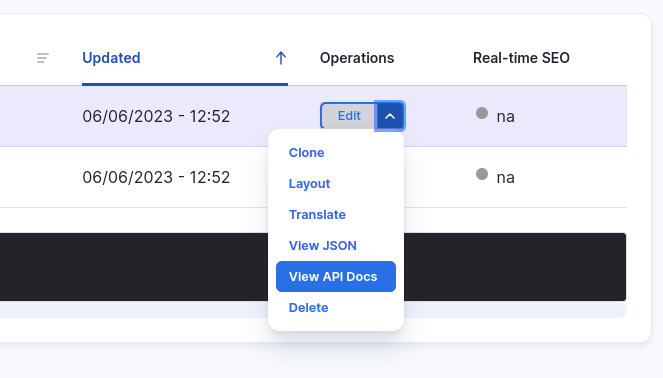 Updated Operations Real-time SEO
06/06/2023 - 12:52 Edit na
Clone
06/06/2023 - 12:52 na
Layout
Translate
View JSON
View API Docs
Delete